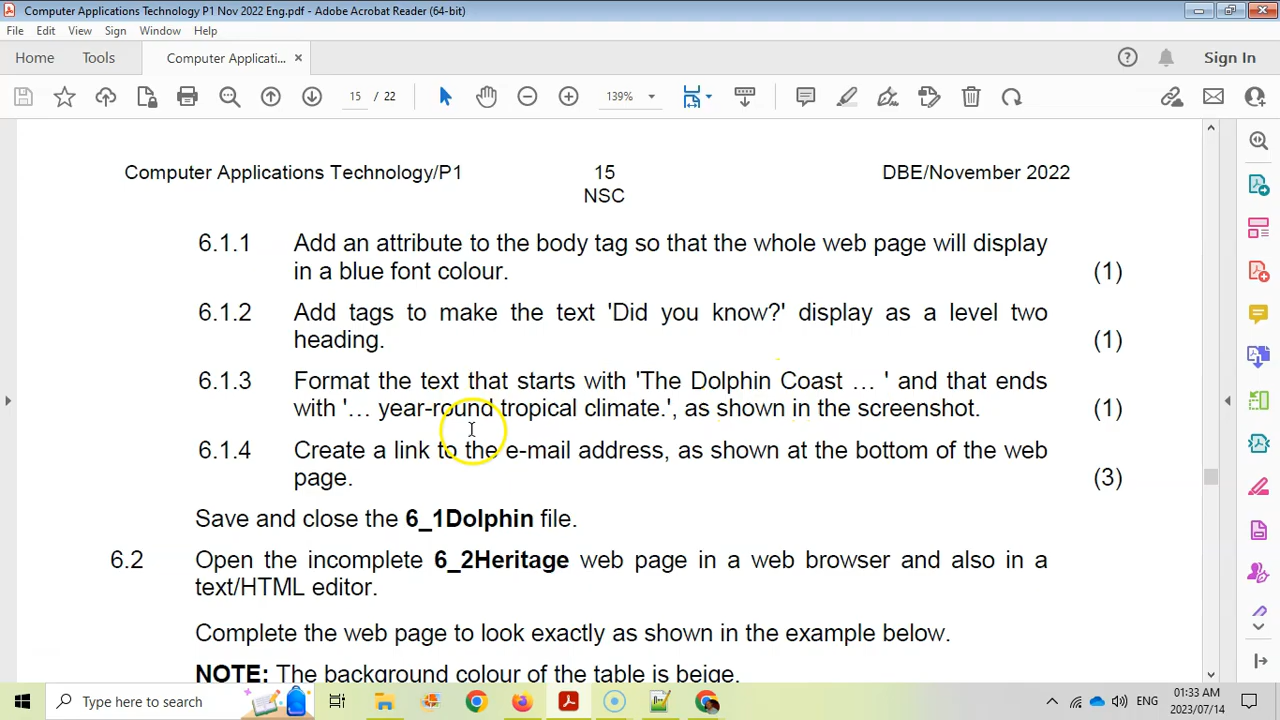 Computer Applications Technology P1 Nov 2022 Eng.pdf - Adobe Acrobat Reader (64-bit)
File Edit View Sign Window Help
Home Tools Computer Applicati... × Sign In
15 / 22 139%
Computer Applications Technology/P1 15 DBE/November 2022
NSC
6.1.1 Add an attribute to the body tag so that the whole web page will display
in a blue font colour. (1)
6.1.2 Add tags to make the text 'Did you know?' display as a level two
heading. (1)
6.1.3 Format the text that starts with 'The Dolphin Coast … ' and that ends
with '… year-round tropical climate.', as shown in the screenshot. (1)
6.1.4 Create a link to the e-mail address, as shown at the bottom of the web
page. (3)
Save and close the 6_1Dolphin file.
6.2 Open the incomplete 6_2Heritage web page in a web browser and also in a
text/HTML editor.
Complete the web page to look exactly as shown in the example below.
NOTE: The background colour of the table is beige.
Type here to search
ENG
01:33 AM
2023/07/14